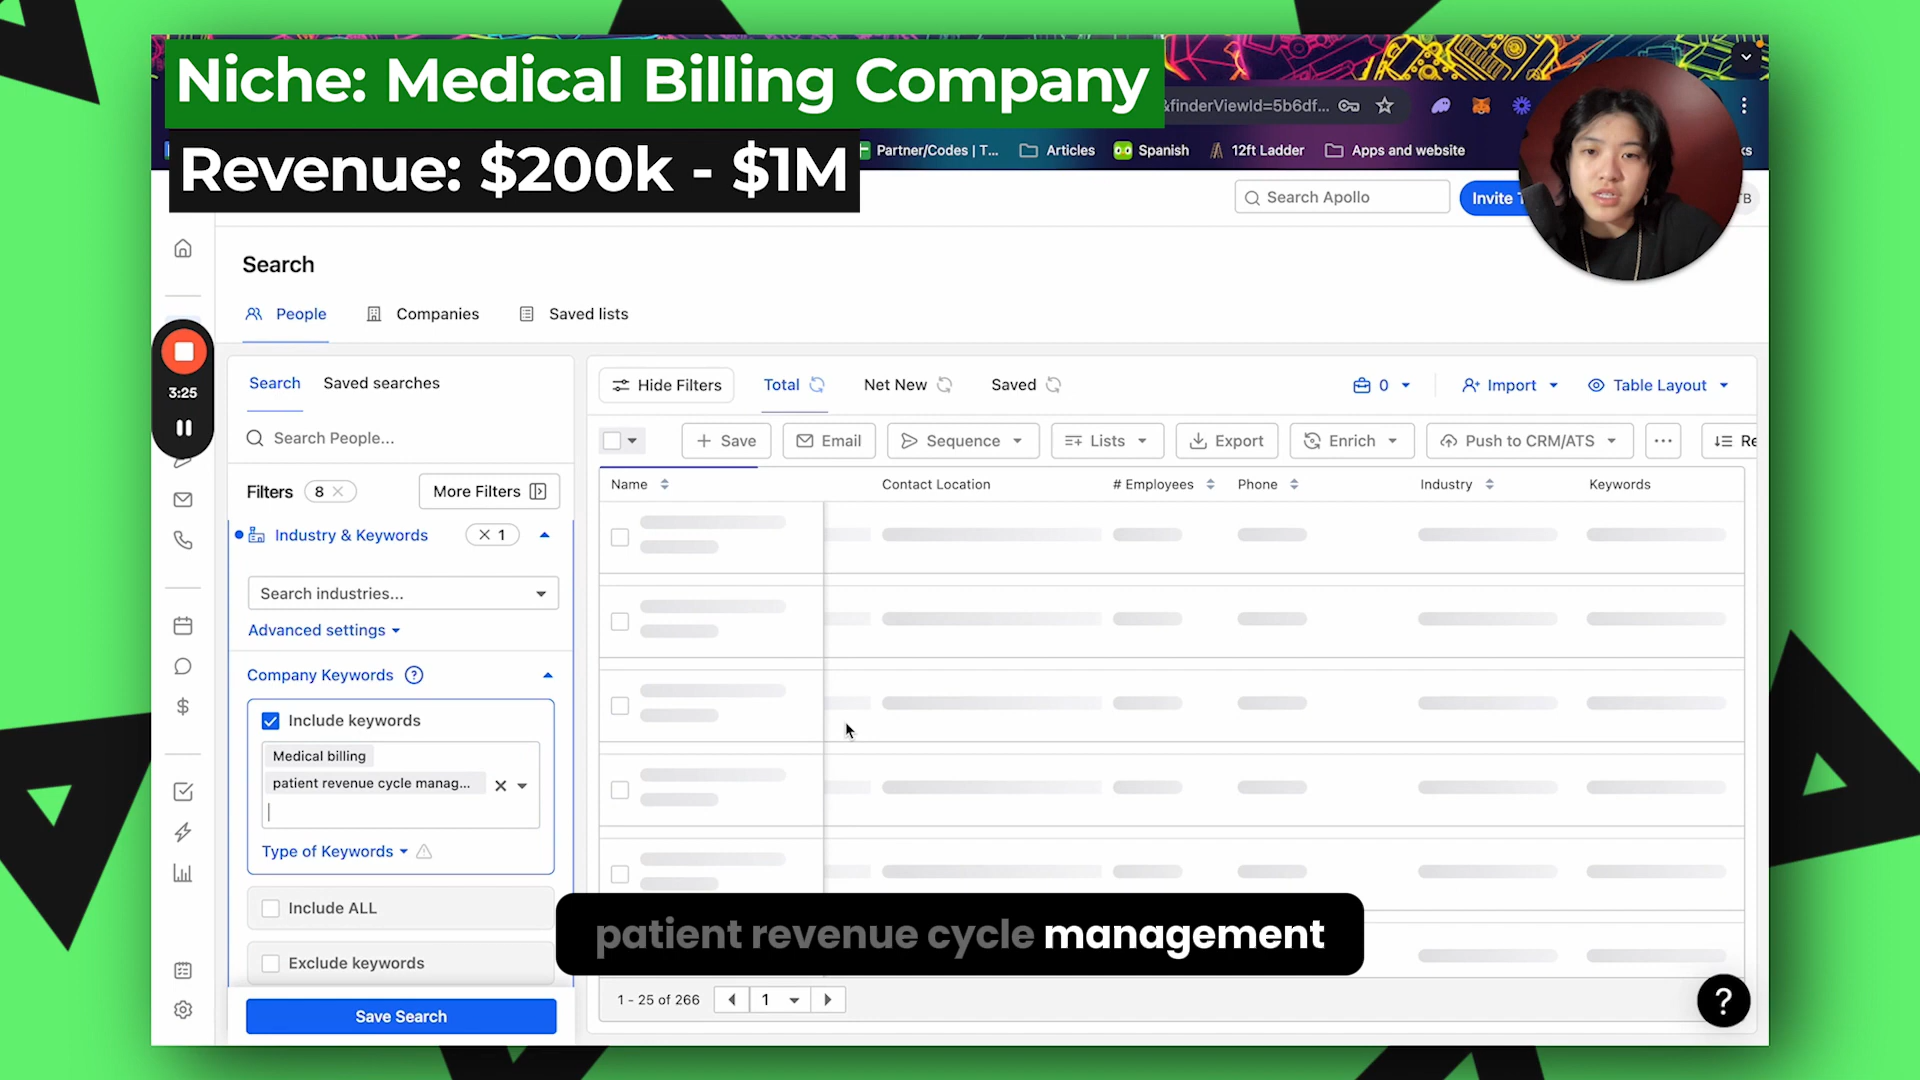 Niche: Medical Billing Company
Revenue: $200k - $1M
&finderViewId=5b6df...
Partner/Codes | T...
Articles
Spanish
12ft Ladder
Apps and website
Search Apollo
Invite T
Search
People
Companies
Saved lists
3:25
Search
Saved searches
Search People...
Filters
8
More Filters
Industry & Keywords
1
Search industries...
Advanced settings
Company Keywords
?
Include keywords
Medical billing
patient revenue cycle manag...
Type of Keywords
Include ALL
Exclude keywords
Save Search
Hide Filters
Total
Net New
Saved
0
Import
Table Layout
Save
Email
Sequence
Lists
Export
Enrich
Push to CRM/ATS
...
Re
Name
Contact Location
# Employees
Phone
Industry
Keywords
patient revenue cycle management
1 - 25 of 266
1
?